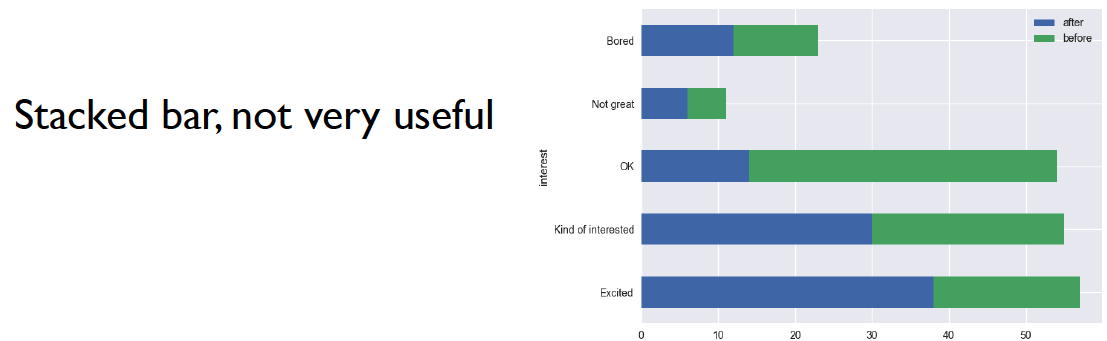 Stacked bar, not very useful
after
before
Bored
Not great
OK
Kind of interested
Excited
interest
0 10 20 30 40 50